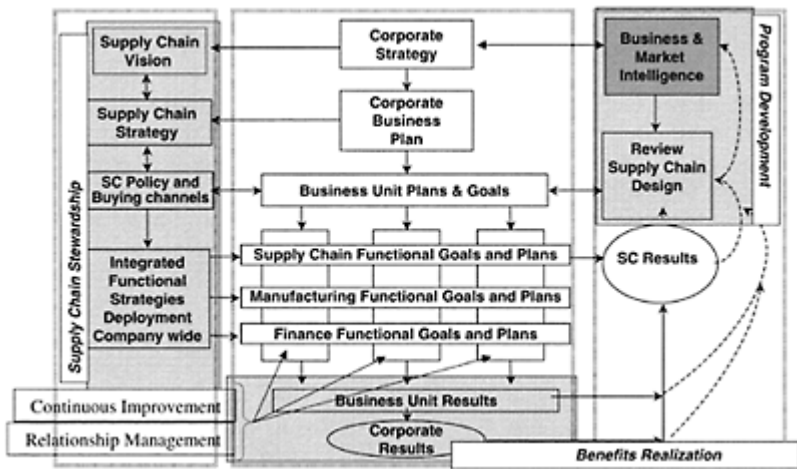 Supply Chain
Vision
Supply Chain
Strategy
SC Policy and
Buying channels
Integrated
Functional
Strategies
Deployment
Company wide
Supply Chain Stewardship
Corporate
Strategy
Corporate
Business
Plan
Business Unit Plans & Goals
Supply Chain Functional Goals and Plans
Manufacturing Functional Goals and Plans
Finance Functional Goals and Plans
Business Unit Results
Corporate
Results
Business &
Market
Intelligence
Review
Supply Chain
Design
Program Development
SC Results
Continuous Improvement
Relationship Management
Benefits Realization